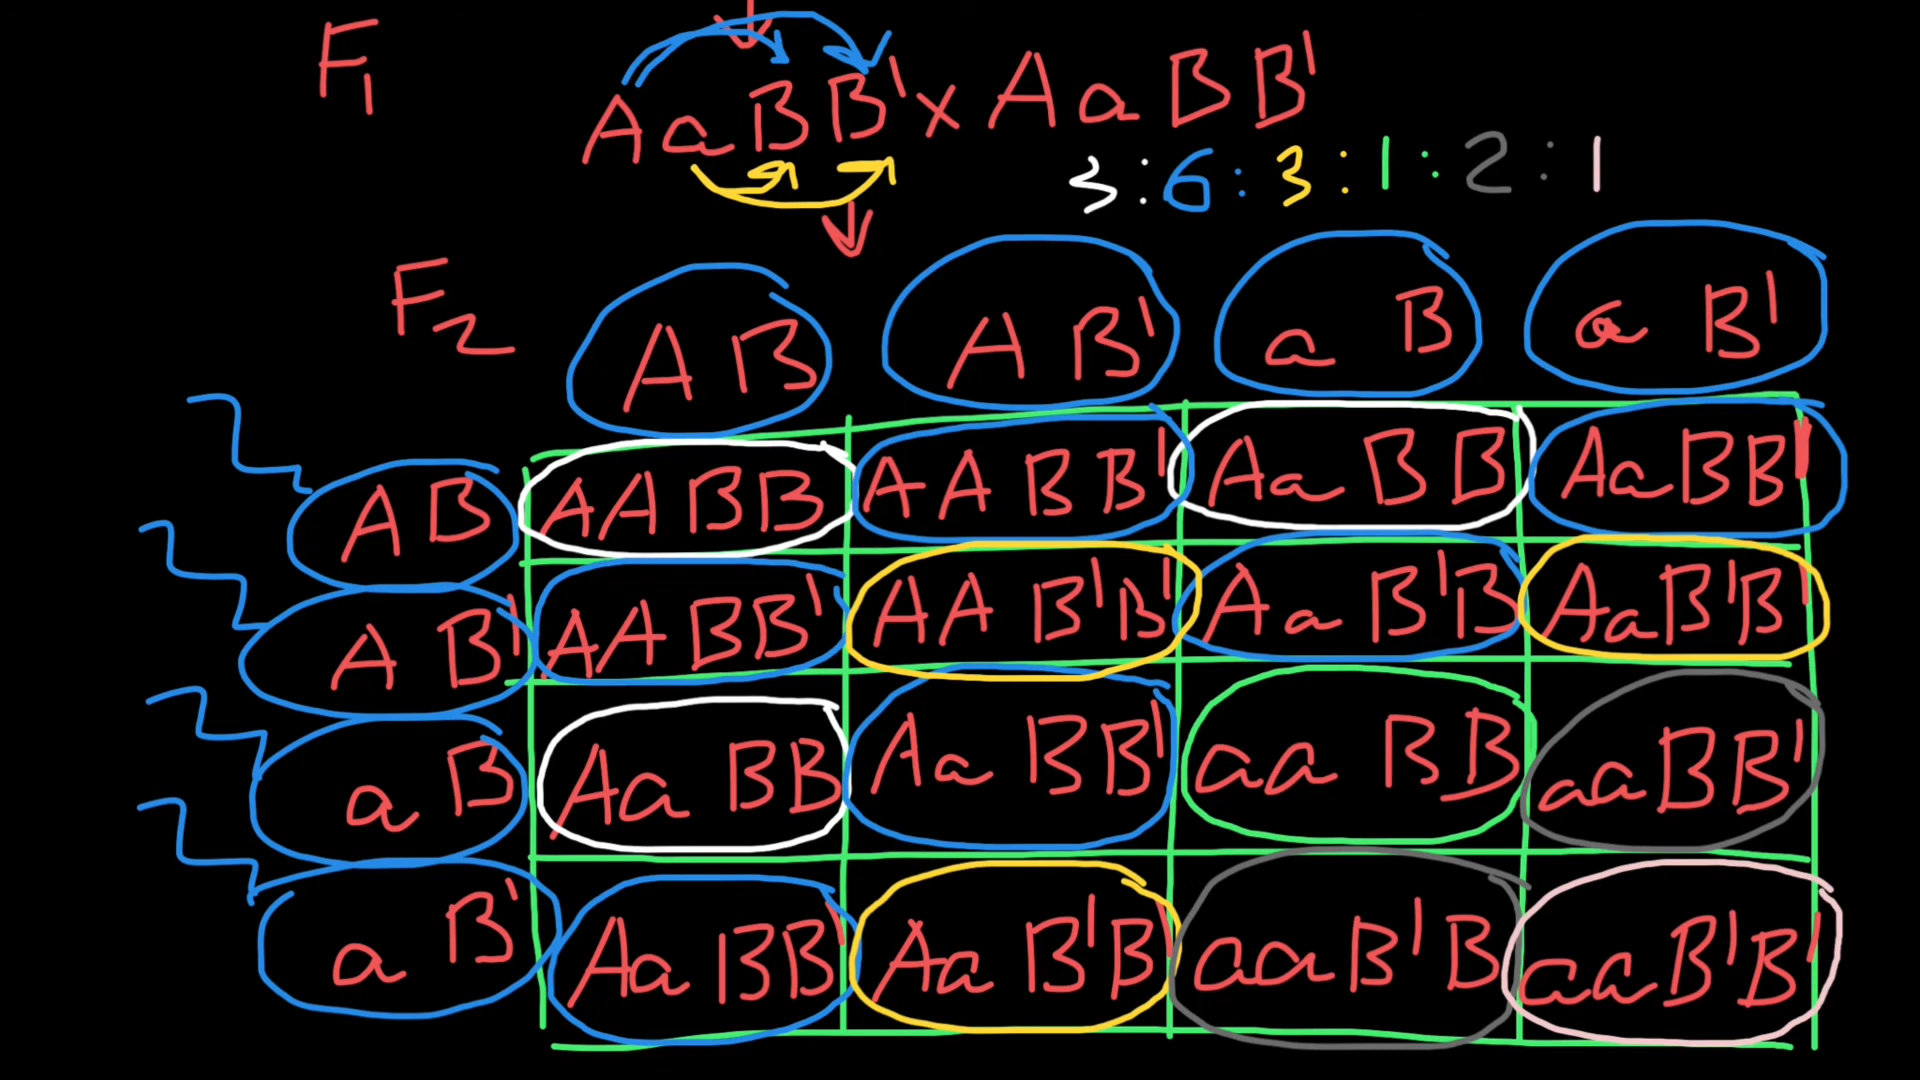 F1
AaBB' x AaBB'
3 : 6 : 3 : 1 : 2 : 1
F2
AB AB' aB aB'
AB AABB AABB' AaBB AaBB'
AB' AABB' AAB'B' AaB'B AaB'B'
aB AaBB AaBB' aaBB aaBB'
aB' AaBB' AaB'B' aaB'B aaB'B'